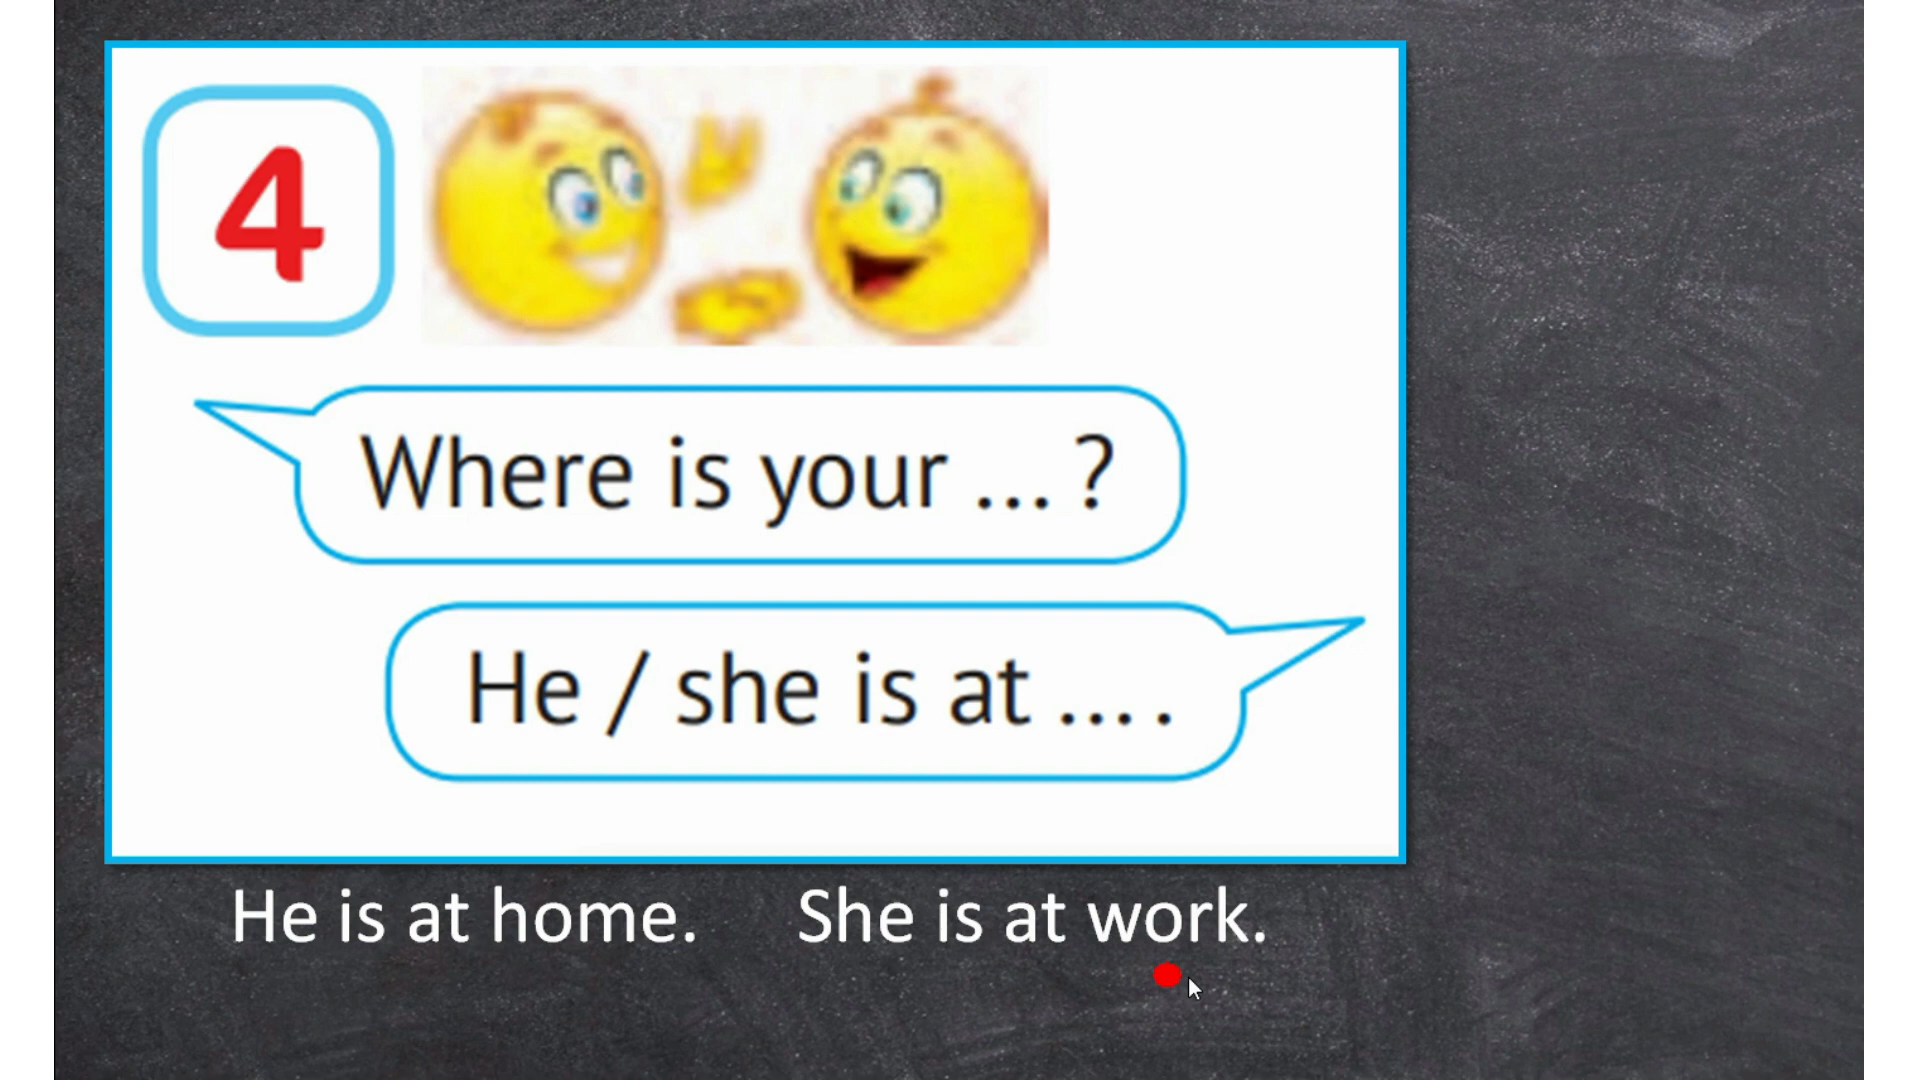 4
Where is your ... ?
He / she is at ... .
He is at home. She is at work.